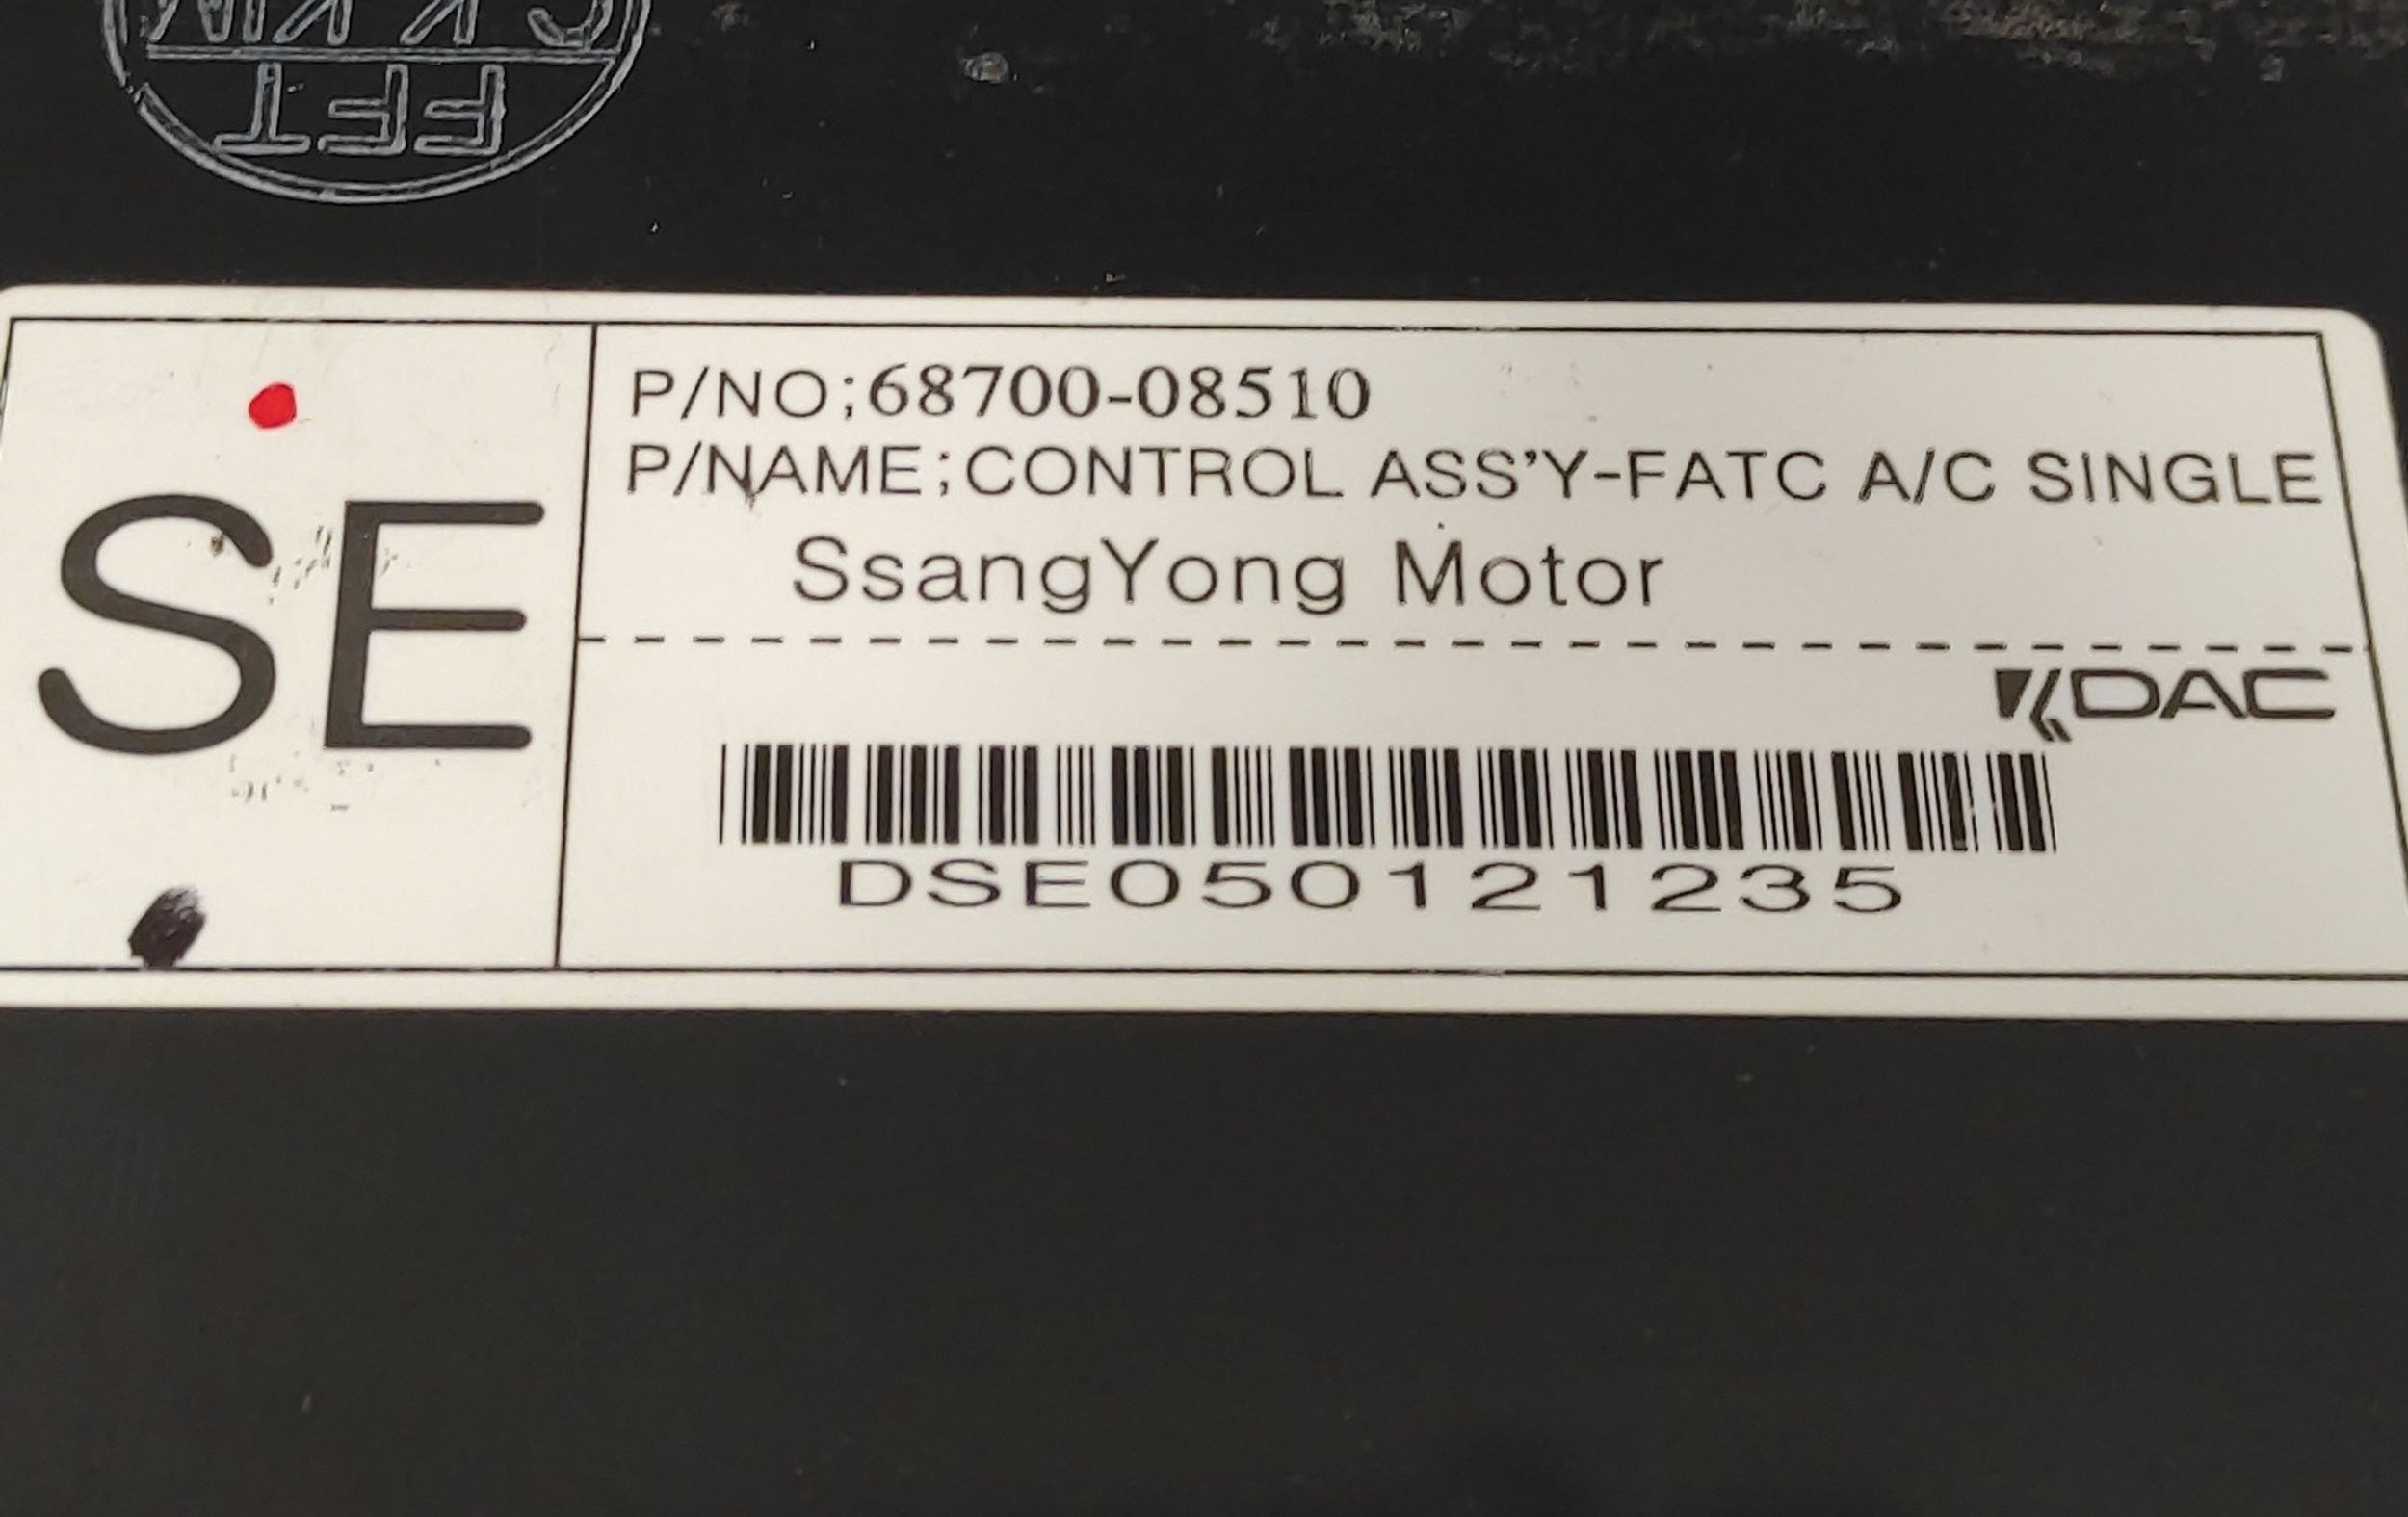 FFT
SE
P/NO;68700-08510
P/NAME;CONTROL ASS'Y-FATC A/C SINGLE
SsangYong Motor
DAC
DSE050121235